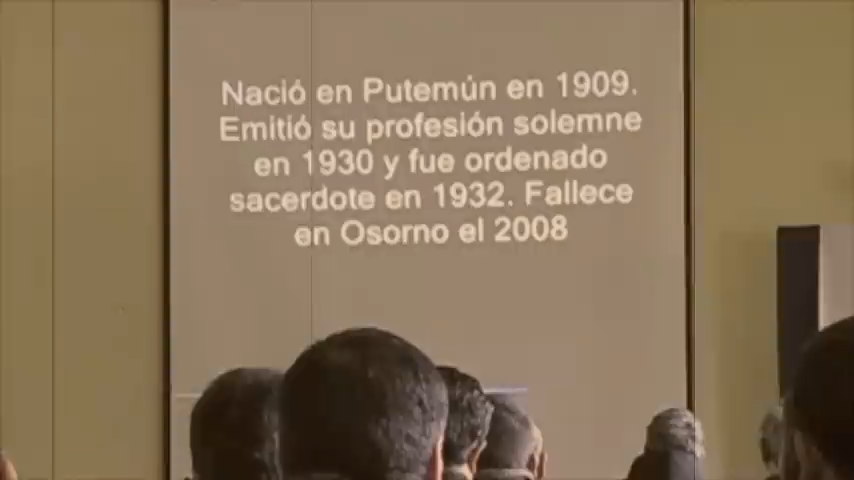 Nació en Putemún en 1909.
Emitió su profesión solemne
en 1930 y fue ordenado
sacerdote en 1932. Fallece
en Osorno el 2008